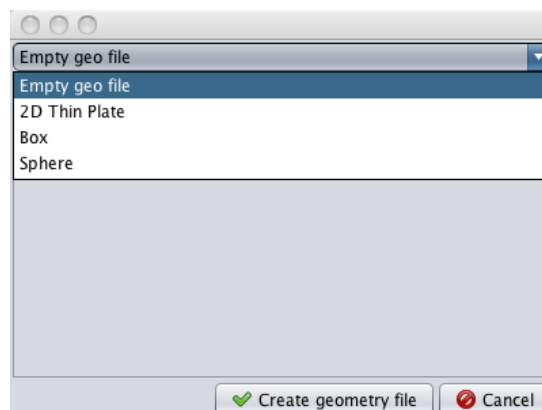 Empty geo file
Empty geo file
2D Thin Plate
Box
Sphere
Create geometry file Cancel